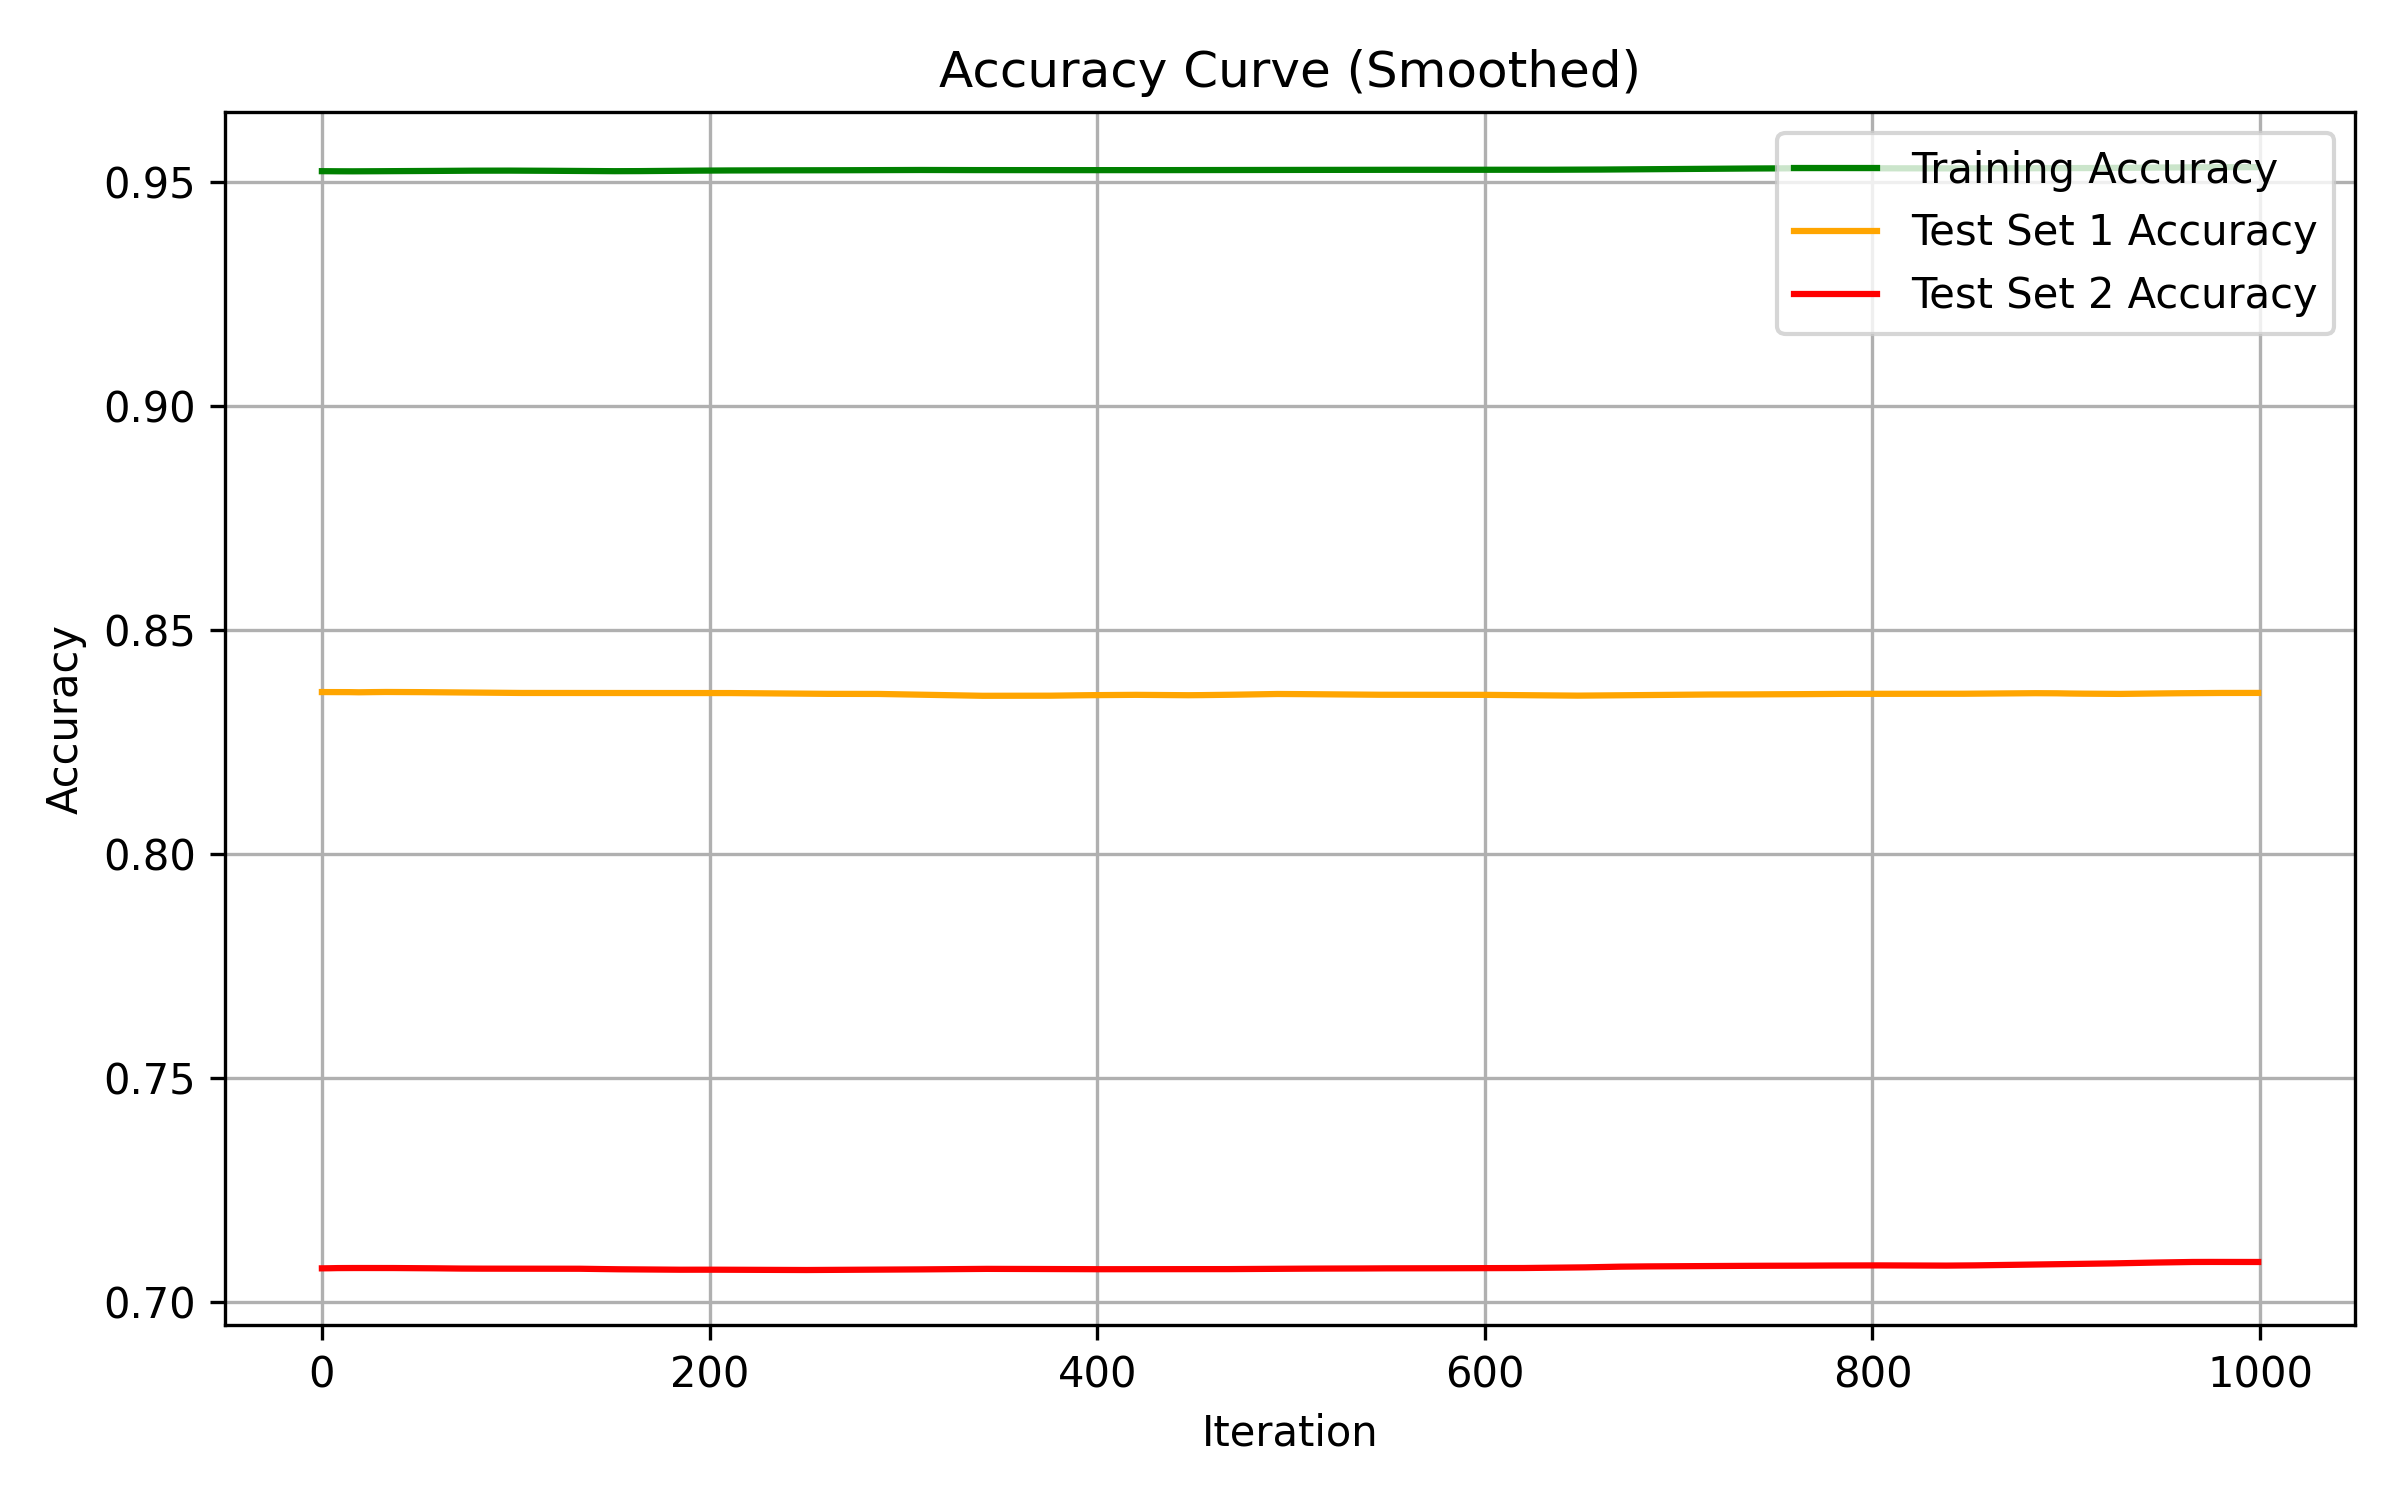 Accuracy Curve (Smoothed)
Training Accuracy
Test Set 1 Accuracy
Test Set 2 Accuracy
Accuracy
0.95
0.90
0.85
0.80
0.75
0.70
0 200 400 600 800 1000
Iteration